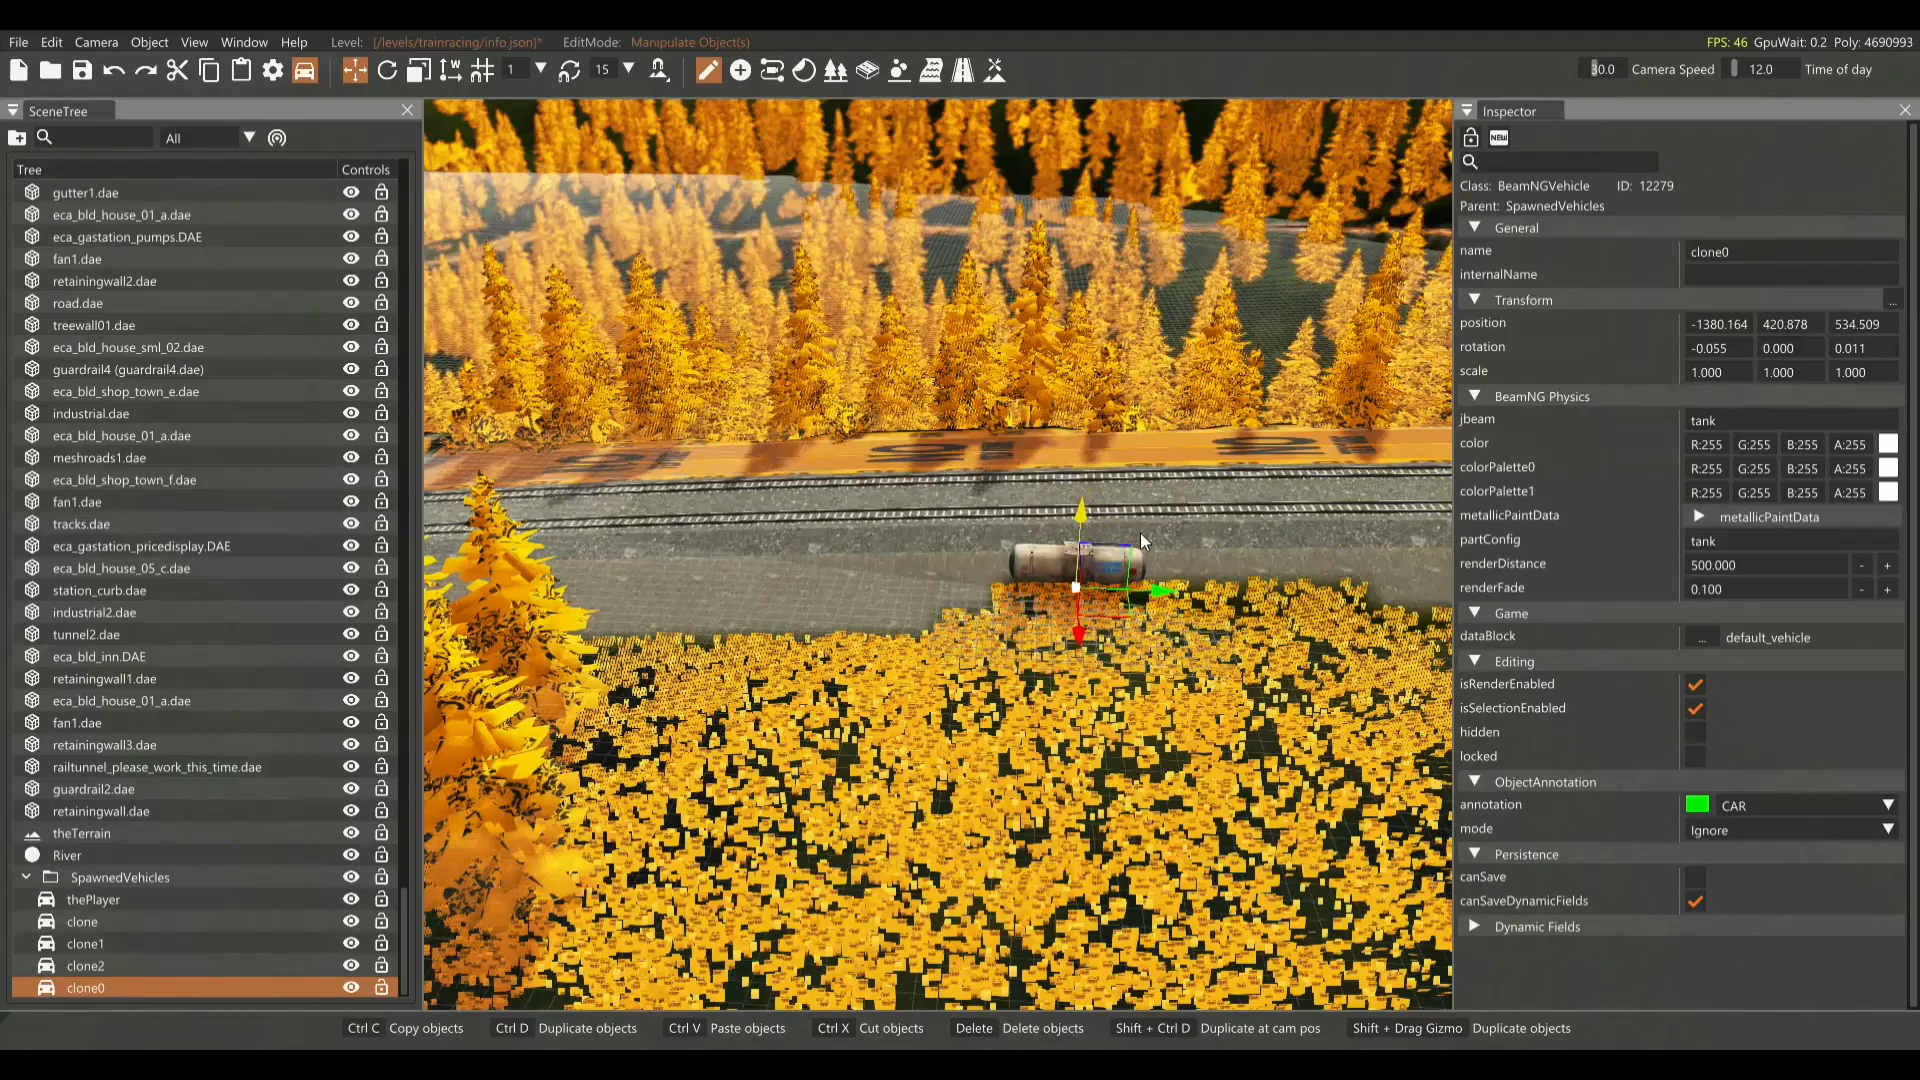 File Edit Camera Object View Window Help Level: [/levels/trainracing/info.json]* EditMode: Manipulate Object(s) FPS: 46 GpuWait: 0.2 Poly: 4690993
1 15 30.0 Camera Speed 12.0 Time of day
SceneTree
All
Tree Controls
gutter1.dae
eca_bld_house_01_a.dae
eca_gastation_pumps.DAE
fan1.dae
retainingwall2.dae
road.dae
treewall01.dae
eca_bld_house_sml_02.dae
guardrail4 (guardrail4.dae)
eca_bld_shop_town_e.dae
industrial.dae
eca_bld_house_01_a.dae
meshroads1.dae
eca_bld_shop_town_f.dae
fan1.dae
tracks.dae
eca_gastation_pricedisplay.DAE
eca_bld_house_05_c.dae
station_curb.dae
industrial2.dae
tunnel2.dae
eca_bld_inn.DAE
retainingwall1.dae
eca_bld_house_01_a.dae
fan1.dae
retainingwall3.dae
railtunnel_please_work_this_time.dae
guardrail2.dae
retainingwall.dae
theTerrain
River
SpawnedVehicles
thePlayer
clone
clone1
clone2
clone0
Inspector
NEW
Class: BeamNGVehicle ID: 12279
Parent: SpawnedVehicles
General
name clone0
internalName
Transform ...
position -1380.164 420.878 534.509
rotation -0.055 0.000 0.011
scale 1.000 1.000 1.000
BeamNG Physics
jbeam tank
color R:255 G:255 B:255 A:255
colorPalette0 R:255 G:255 B:255 A:255
colorPalette1 R:255 G:255 B:255 A:255
metallicPaintData metallicPaintData
partConfig tank
renderDistance 500.000 - +
renderFade 0.100 - +
Game
dataBlock ... default_vehicle
Editing
isRenderEnabled
isSelectionEnabled
hidden
locked
ObjectAnnotation
annotation CAR
mode Ignore
Persistence
canSave
canSaveDynamicFields
Dynamic Fields
Ctrl C Copy objects Ctrl D Duplicate objects Ctrl V Paste objects Ctrl X Cut objects Delete Delete objects Shift + Ctrl D Duplicate at cam pos Shift + Drag Gizmo Duplicate objects